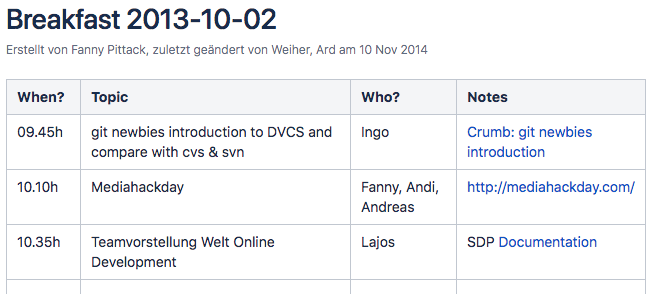 Breakfast 2013-10-02
Erstellt von Fanny Pittack, zuletzt geändert von Weiher, Ard am 10 Nov 2014
When? Topic Who? Notes
09.45h git newbies introduction to DVCS and Ingo Crumb: git newbies
compare with cvs & svn introduction
10.10h Mediahackday Fanny, Andi, http://mediahackday.com/
Andreas
10.35h Teamvorstellung Welt Online Lajos SDP Documentation
Development